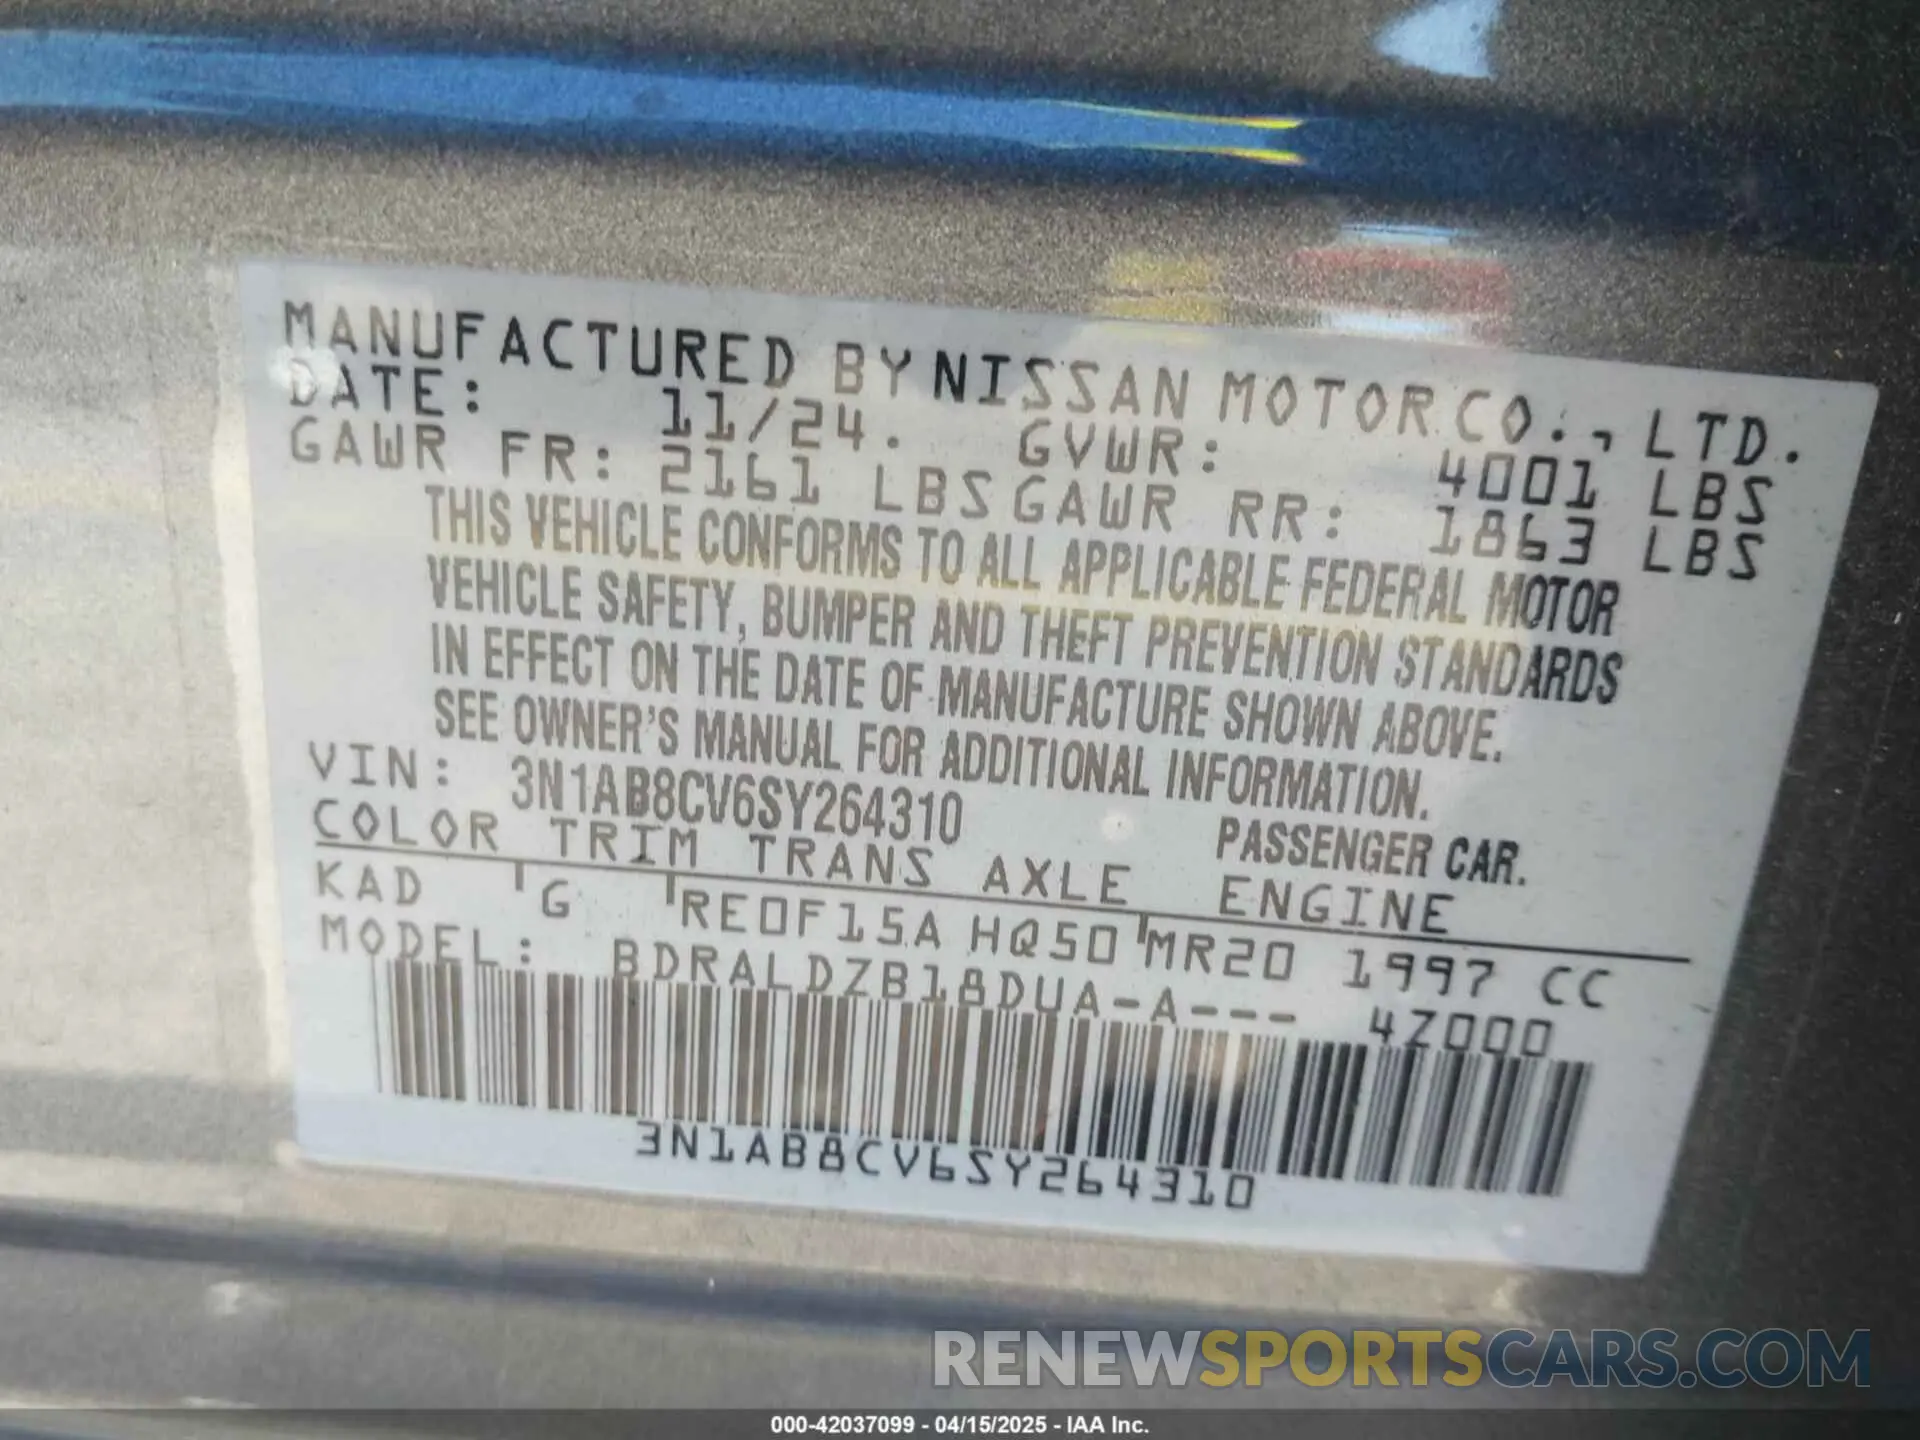 MANUFACTURED BY NISSAN MOTOR CO., LTD.
DATE: 11/24. GVWR: 4001 LBS
GAWR FR: 2161 LBS GAWR RR: 1863 LBS
THIS VEHICLE CONFORMS TO ALL APPLICABLE FEDERAL MOTOR
VEHICLE SAFETY, BUMPER AND THEFT PREVENTION STANDARDS
IN EFFECT ON THE DATE OF MANUFACTURE SHOWN ABOVE.
SEE OWNER'S MANUAL FOR ADDITIONAL INFORMATION.
VIN: 3N1AB8CV6SY264310 PASSENGER CAR.
COLOR TRIM TRANS AXLE ENGINE
KAD G RE0F15A HQ50 MR20 1997 CC
MODEL: BDRALDZB18DUA-A--- 4Z000
3N1AB8CV6SY264310
RENEWSPORTSCARS.COM
000-42037099 - 04/15/2025 - IAA Inc.